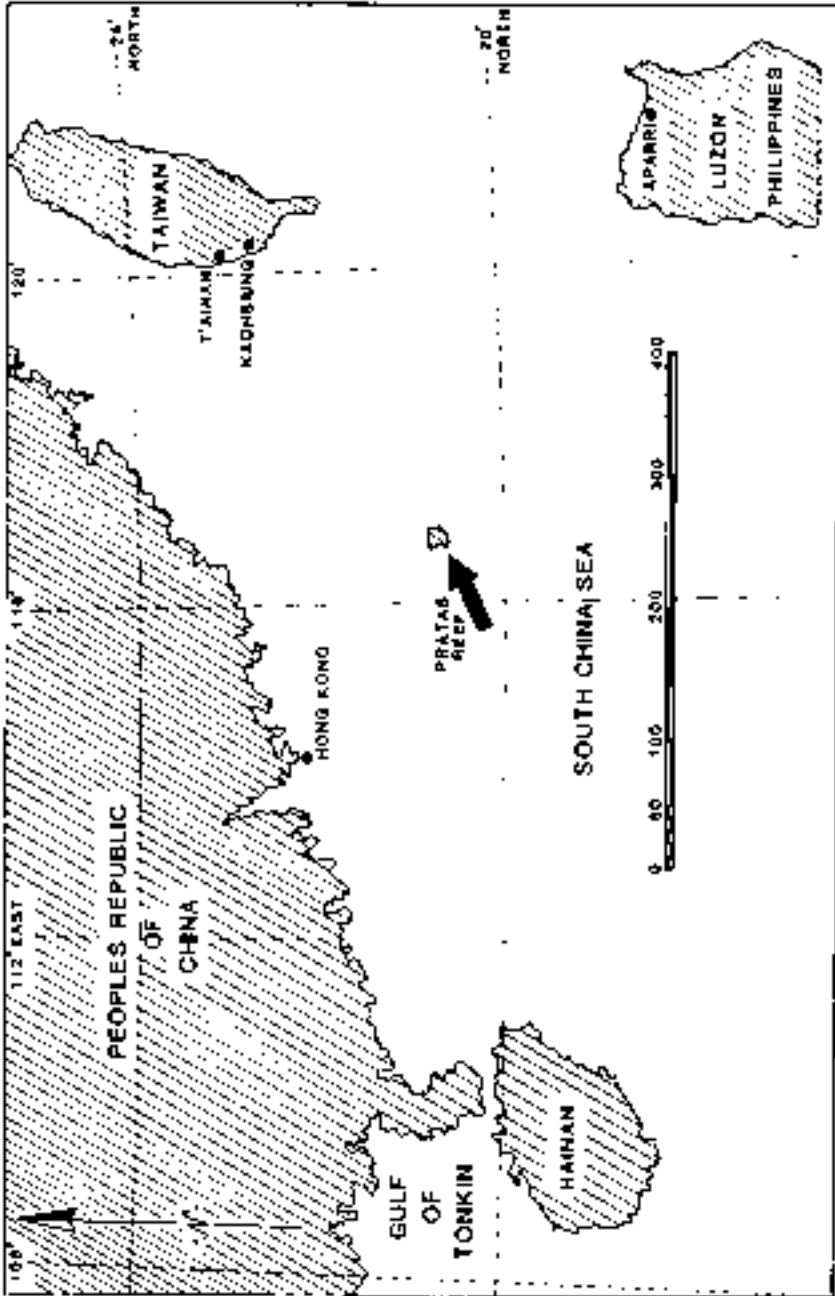 108°
112° EAST
116°
120°
24°
NORTH
20°
NORTH
PEOPLES REPUBLIC
OF
CHINA
TAIWAN
T'AINAN
KAOHSIUNG
HONG KONG
PRATAS
REEF
GULF
OF
TONKIN
HAINAN
SOUTH CHINA SEA
APARRI
LUZON
PHILIPPINES
0 50 100 200 300 400